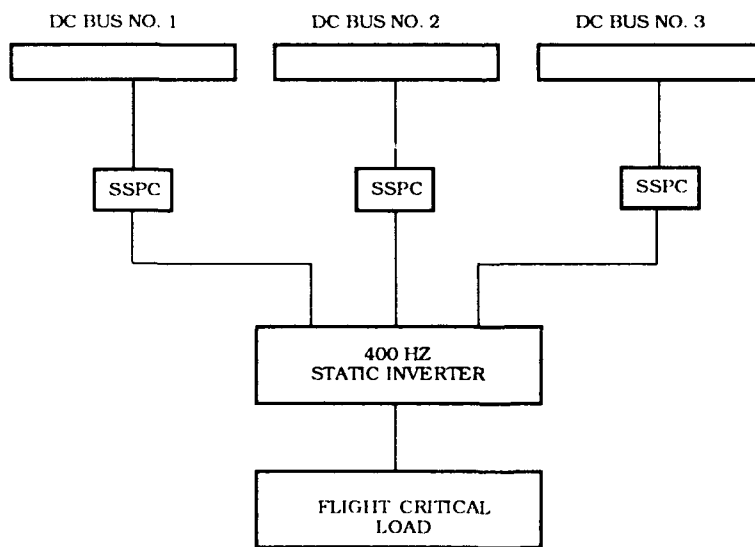 DC BUS NO. 1
DC BUS NO. 2
DC BUS NO. 3
SSPC
SSPC
SSPC
400 HZ
STATIC INVERTER
FLIGHT CRITICAL
LOAD